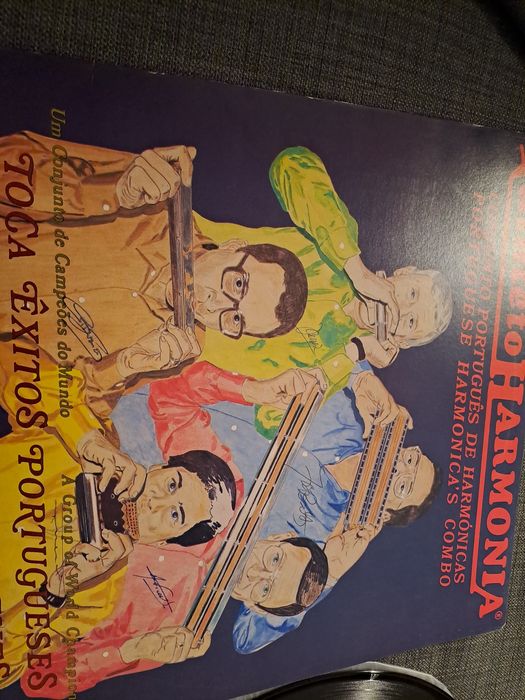 HARMONIA®
PORTUGUÊS DE HARMÓNICAS
PORTUGUESE HARMONICA'S COMBO
Um Conjunto de Campeões do Mundo
A Group of World Champion
TOCA ÊXITOS PORTUGUESES